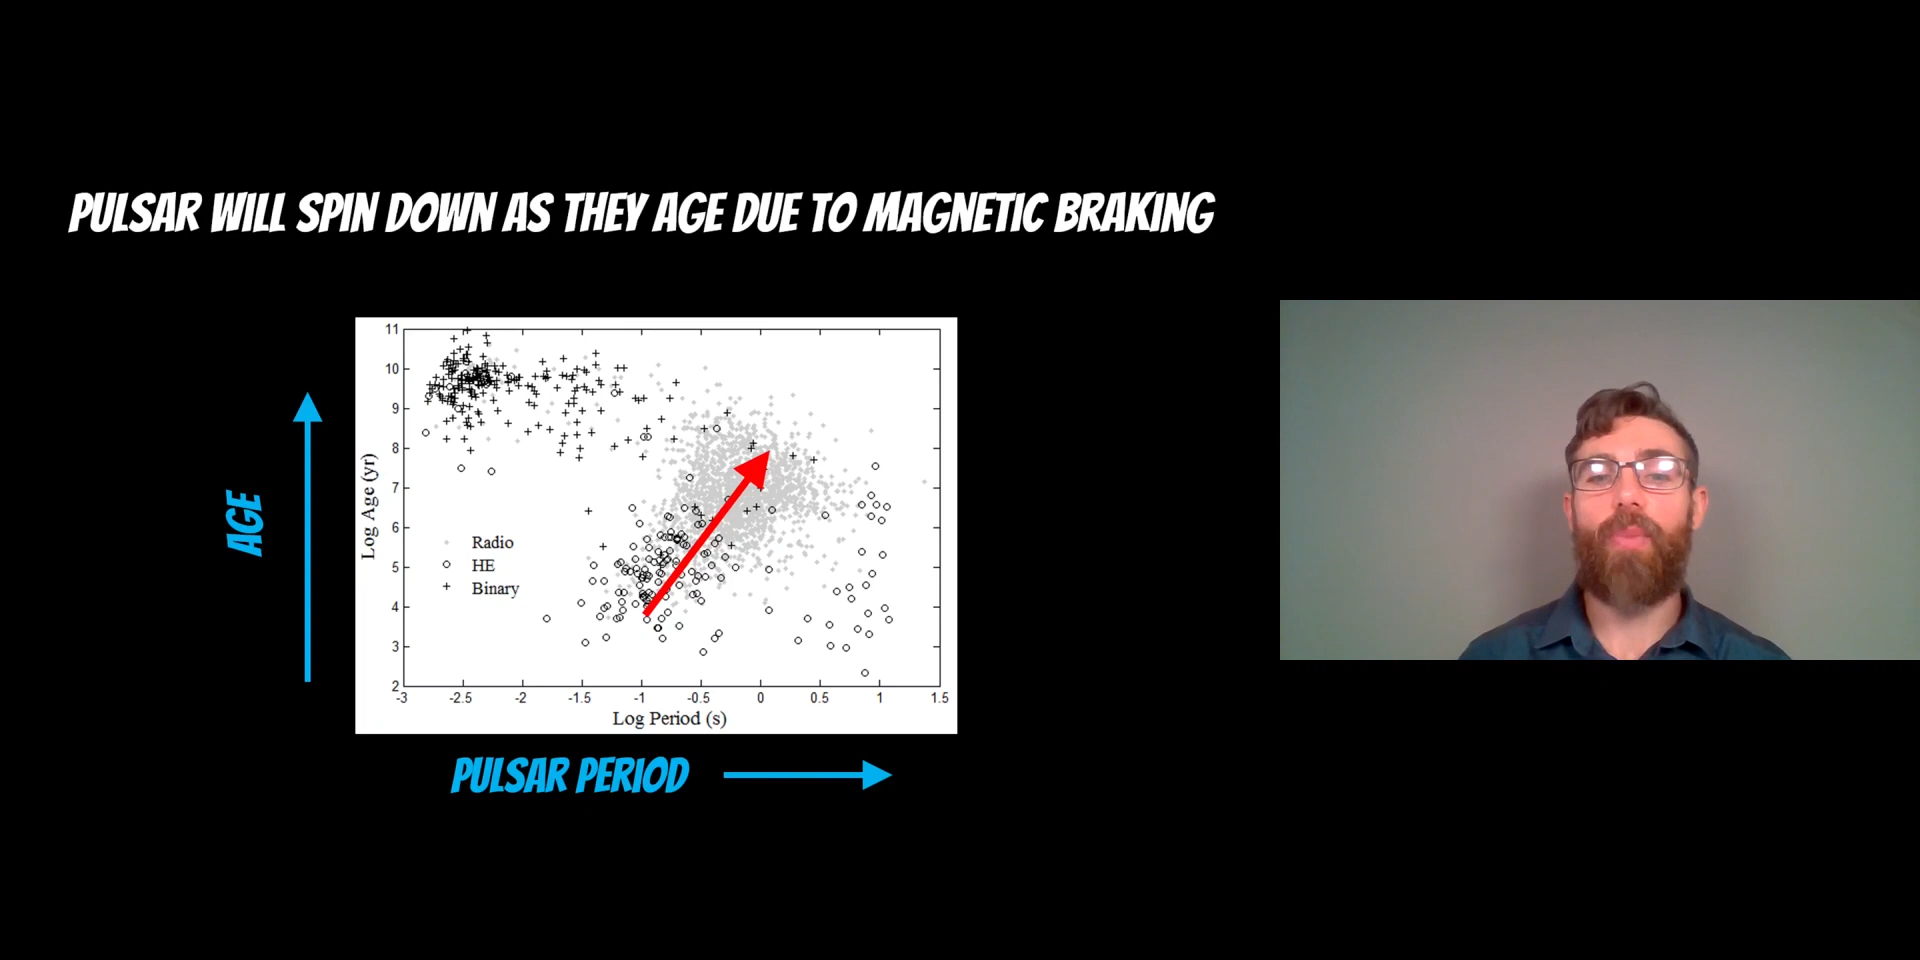 PULSAR WILL SPIN DOWN AS THEY AGE DUE TO MAGNETIC BRAKING
11
10
9
8
7
6
5
4
3
2
Log Age (yr)
AGE
Radio
HE
Binary
-3 -2.5 -2 -1.5 -1 -0.5 0 0.5 1 1.5
Log Period (s)
PULSAR PERIOD